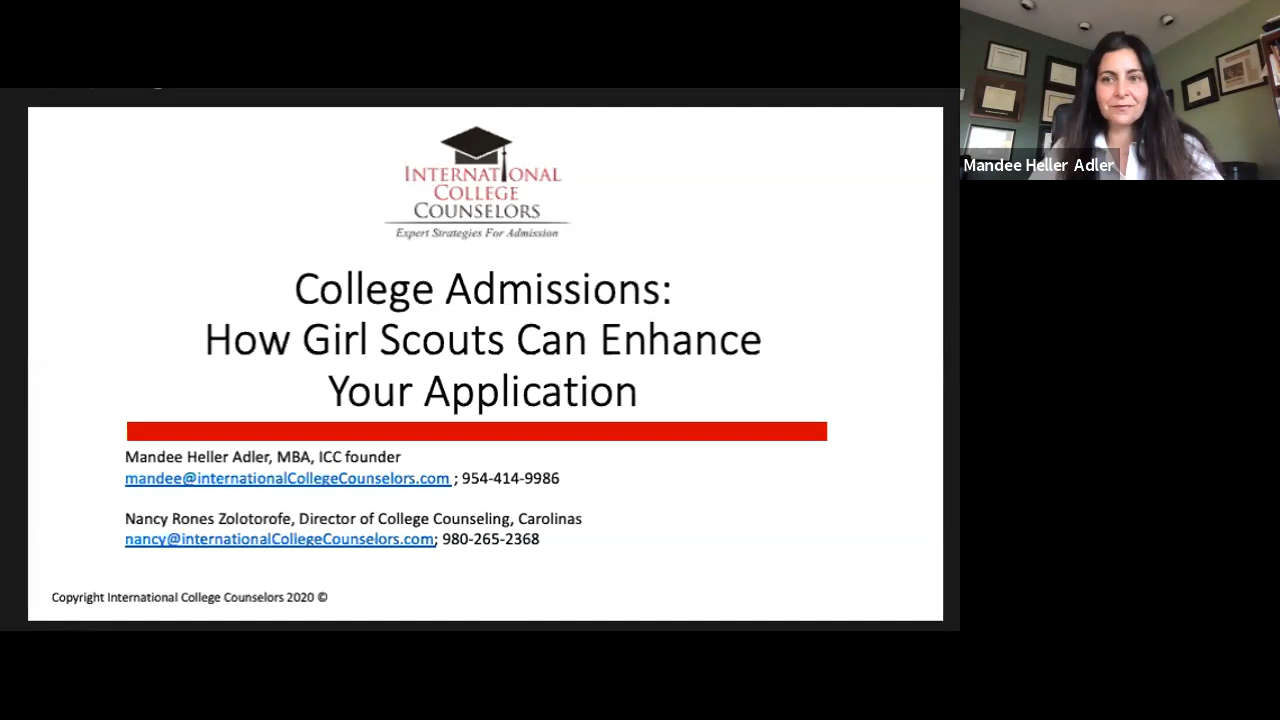 INTERNATIONAL
COLLEGE
COUNSELORS
Expert Strategies For Admission
College Admissions:
How Girl Scouts Can Enhance
Your Application
Mandee Heller Adler, MBA, ICC founder
mandee@internationalCollegeCounselors.com ; 954-414-9986
Nancy Rones Zolotorofe, Director of College Counseling, Carolinas
nancy@internationalCollegeCounselors.com; 980-265-2368
Copyright International College Counselors 2020 ©
Mandee Heller Adler